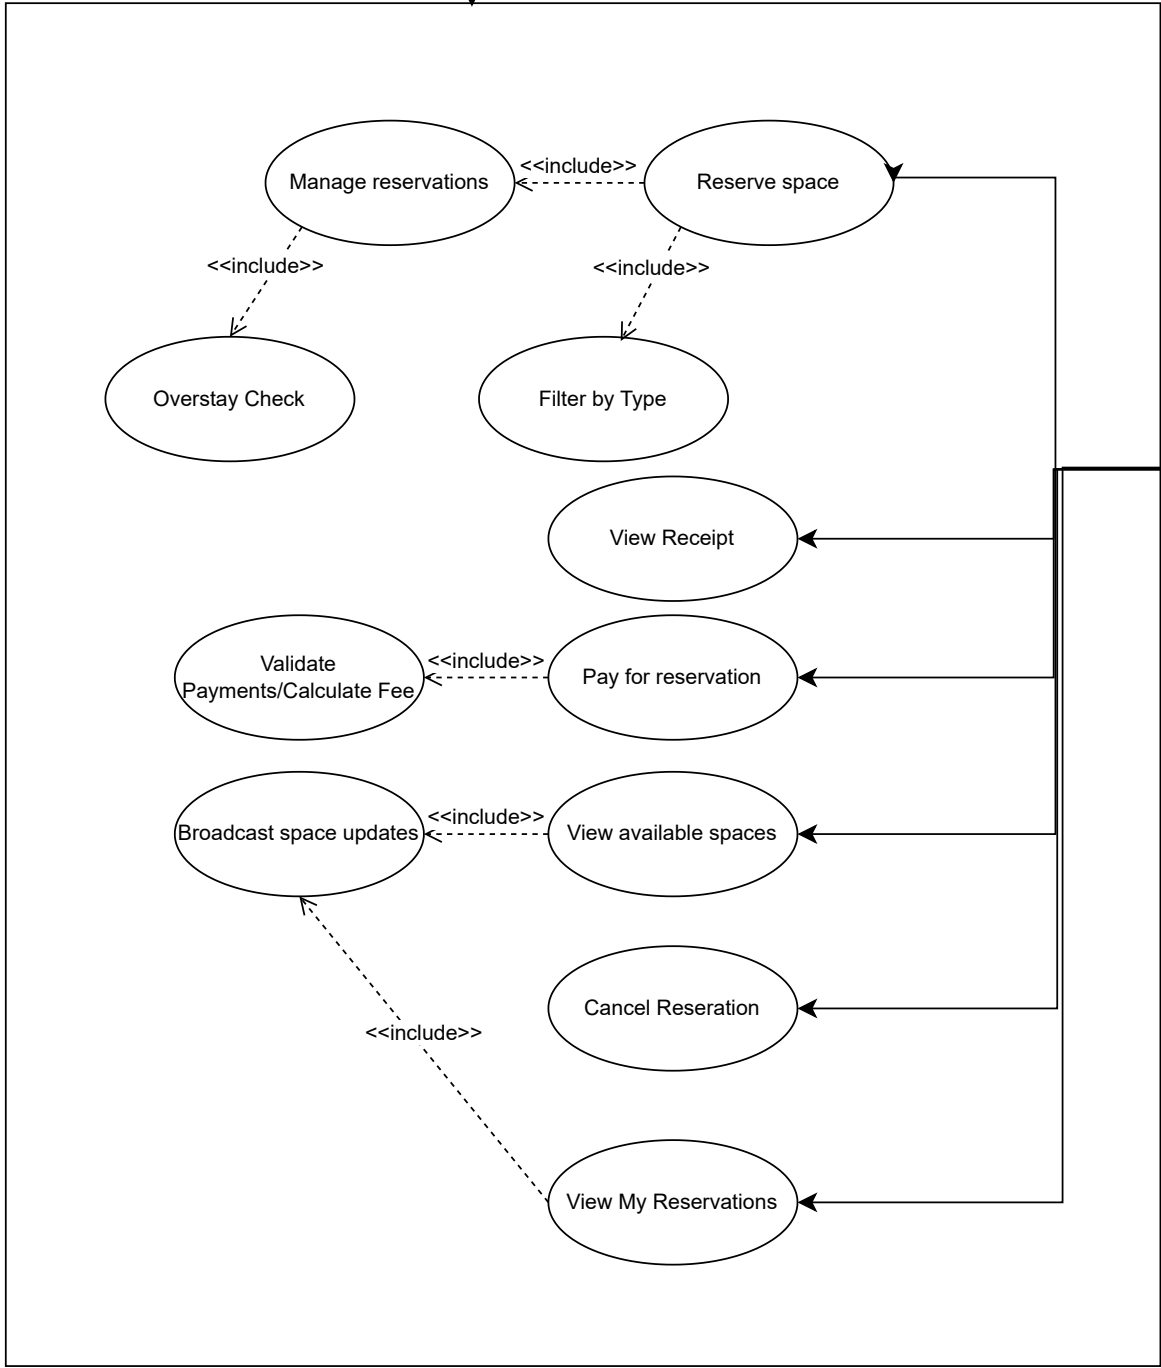 <<include>>
Manage reservations
Reserve space
<<include>>
<<include>>
Overstay Check
Filter by Type
View Receipt
Validate
Payments/Calculate Fee
<<include>>
Pay for reservation
<<include>>
Broadcast space updates
View available spaces
Cancel Reseration
<<include>>
View My Reservations